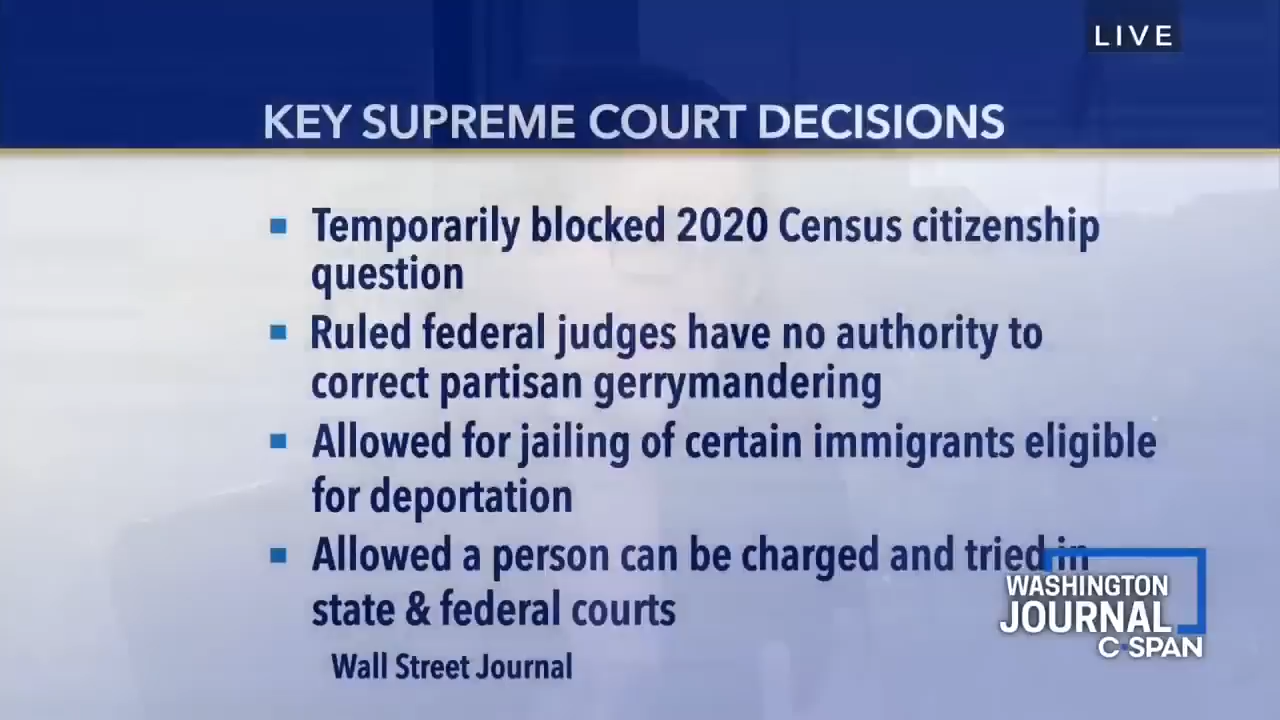 LIVE
KEY SUPREME COURT DECISIONS
Temporarily blocked 2020 Census citizenship
question
Ruled federal judges have no authority to
correct partisan gerrymandering
Allowed for jailing of certain immigrants eligible
for deportation
Allowed a person can be charged and tried in
state & federal courts
Wall Street Journal
WASHINGTON
JOURNAL
C-SPAN